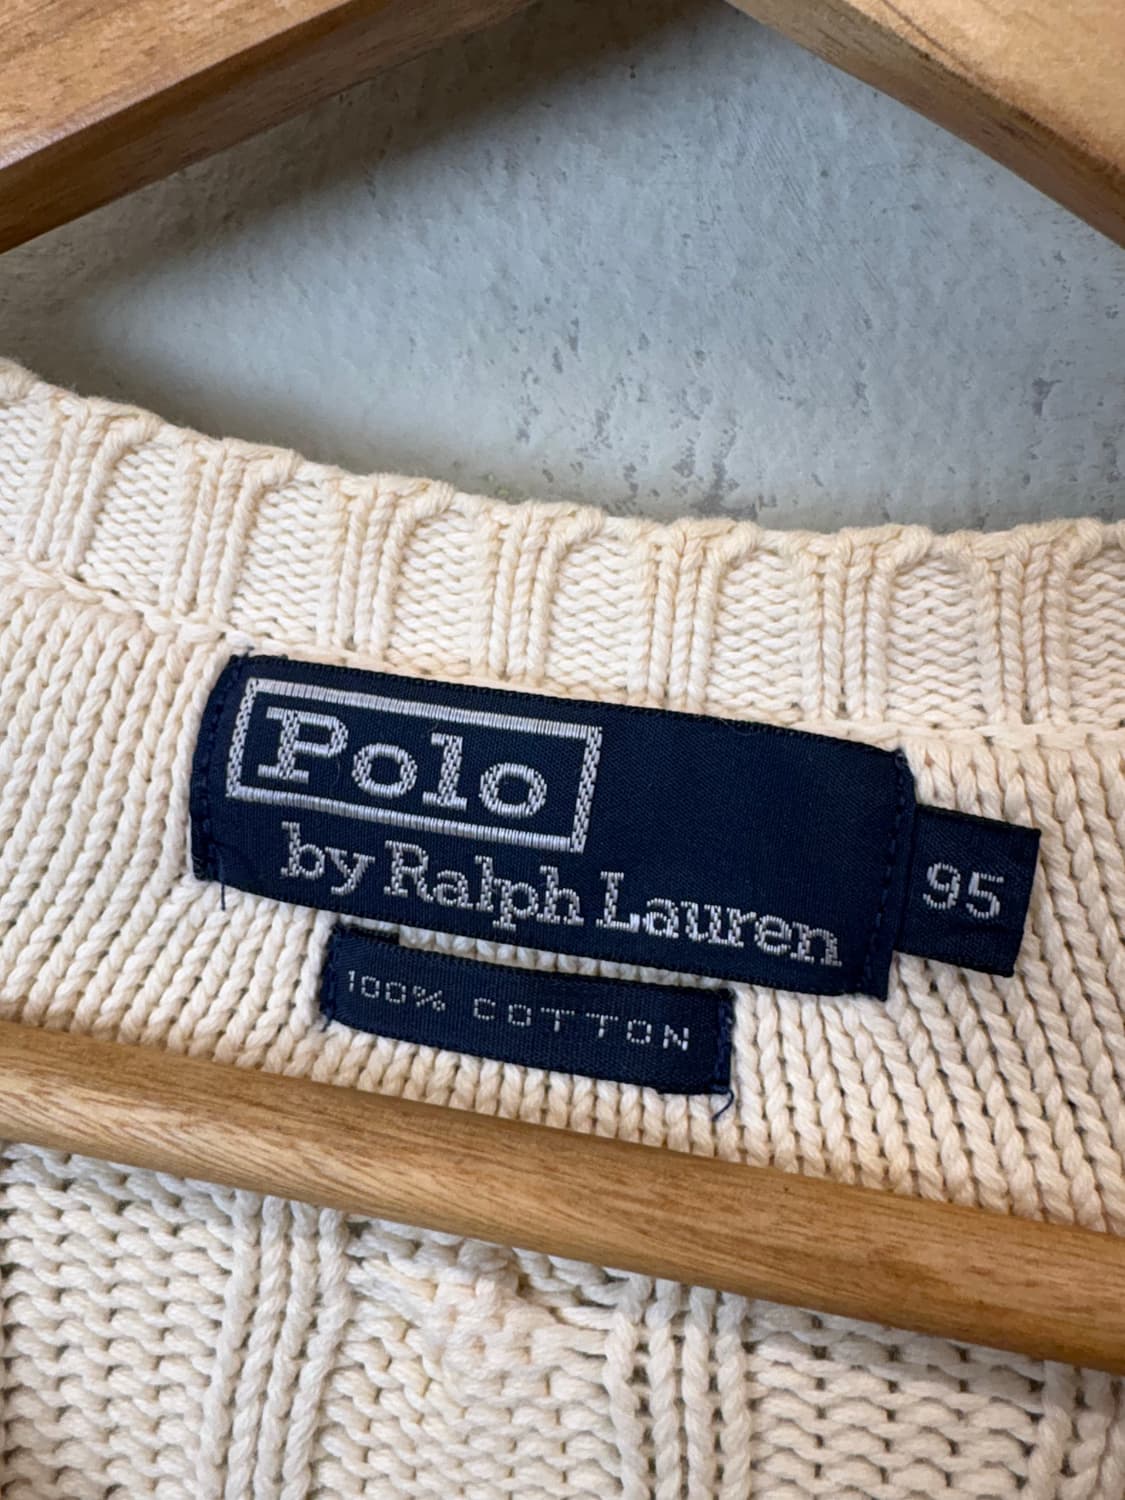 Polo
by Ralph Lauren
95
100% COTTON